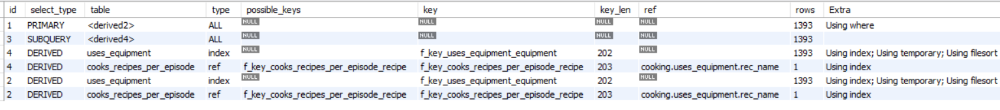 id select_type table type possible_keys key key_len ref rows Extra
1 PRIMARY <derived2> ALL NULL NULL NULL NULL 1393 Using where
3 SUBQUERY <derived4> ALL NULL NULL NULL NULL 1393
4 DERIVED uses_equipment index NULL f_key_uses_equipment_equipment 202 NULL 1393 Using index; Using temporary; Using filesort
4 DERIVED cooks_recipes_per_episode ref f_key_cooks_recipes_per_episode_recipe f_key_cooks_recipes_per_episode_recipe 203 cooking.uses_equipment.rec_name 1 Using index
2 DERIVED uses_equipment index NULL f_key_uses_equipment_equipment 202 NULL 1393 Using index; Using temporary; Using filesort
2 DERIVED cooks_recipes_per_episode ref f_key_cooks_recipes_per_episode_recipe f_key_cooks_recipes_per_episode_recipe 203 cooking.uses_equipment.rec_name 1 Using index